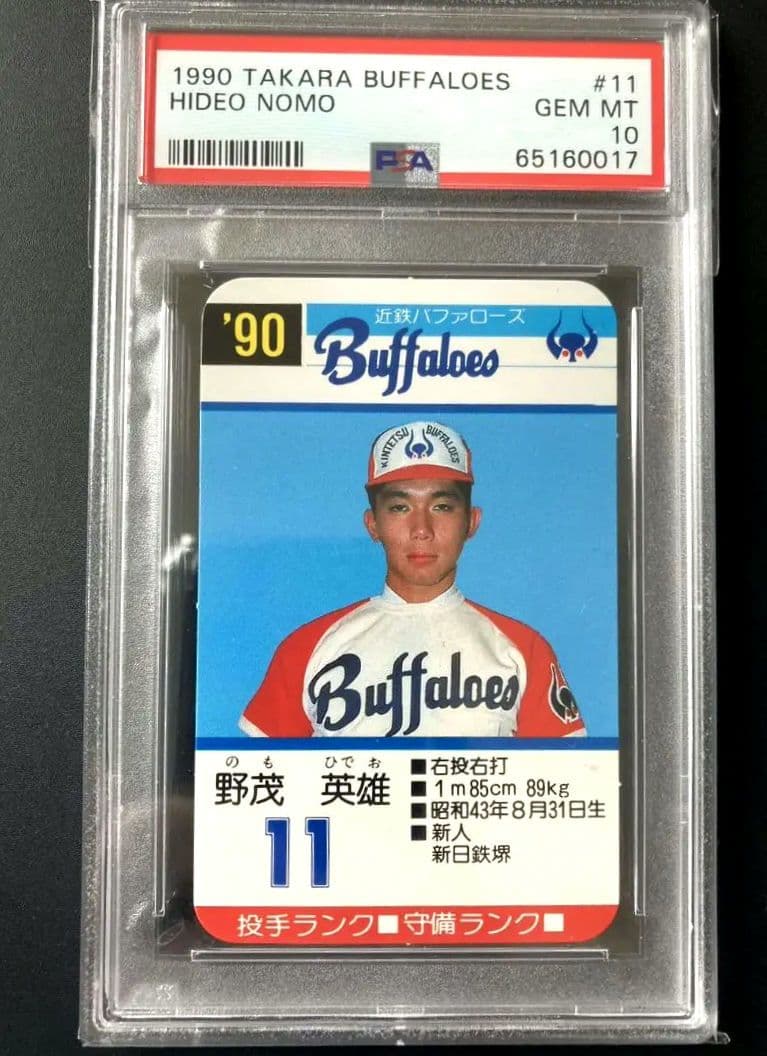 1990 TAKARA BUFFALOES #11
HIDEO NOMO GEM MT
10
PSA 65160017
'90
近鉄バファローズ
Buffaloes
KINTETSU BUFFALOES
Buffaloes
のも ひでお
野茂 英雄
11
■右投右打
■1m85cm 89kg
■昭和43年8月31日生
■新人
新日鉄堺
投手ランク■ 守備ランク■